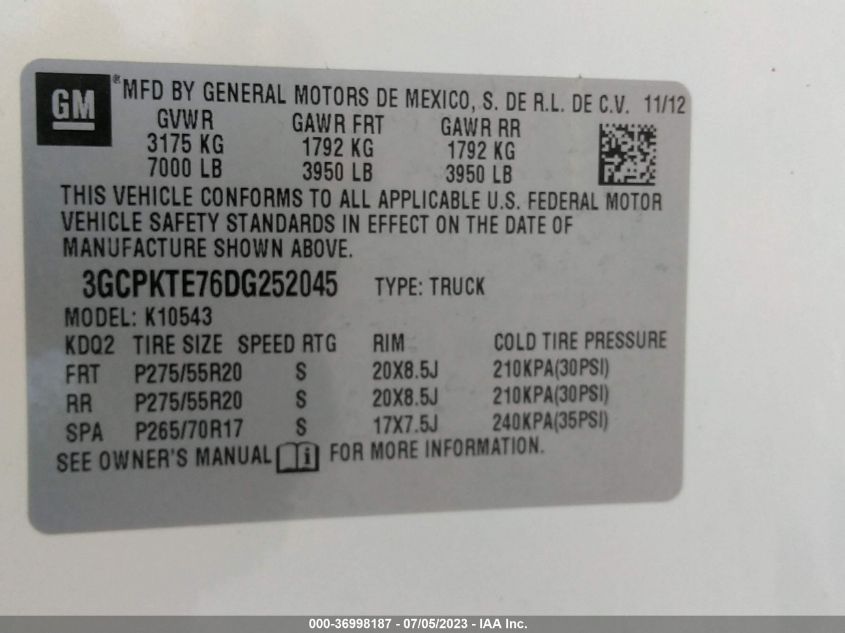 GM ® MFD BY GENERAL MOTORS DE MEXICO, S. DE R.L. DE C.V. 11/12
GVWR GAWR FRT GAWR RR
3175 KG 1792 KG 1792 KG
7000 LB 3950 LB 3950 LB
THIS VEHICLE CONFORMS TO ALL APPLICABLE U.S. FEDERAL MOTOR
VEHICLE SAFETY STANDARDS IN EFFECT ON THE DATE OF
MANUFACTURE SHOWN ABOVE.
3GCPKTE76DG252045 TYPE: TRUCK
MODEL: K10543
KDQ2 TIRE SIZE SPEED RTG RIM COLD TIRE PRESSURE
FRT P275/55R20 S 20X8.5J 210KPA(30PSI)
RR P275/55R20 S 20X8.5J 210KPA(30PSI)
SPA P265/70R17 S 17X7.5J 240KPA(35PSI)
SEE OWNER'S MANUAL FOR MORE INFORMATION.
000-36998187 - 07/05/2023 - IAA Inc.